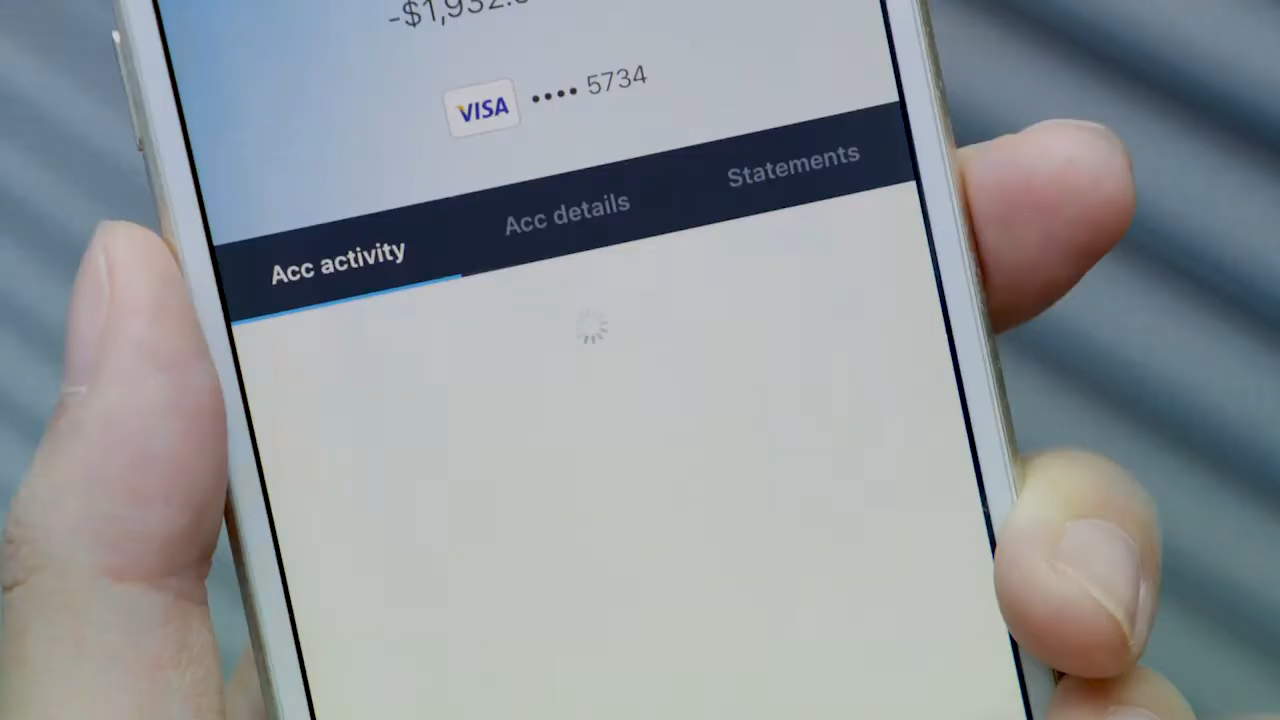 -$1,932.
VISA •••• 5734
Acc activity Acc details Statements